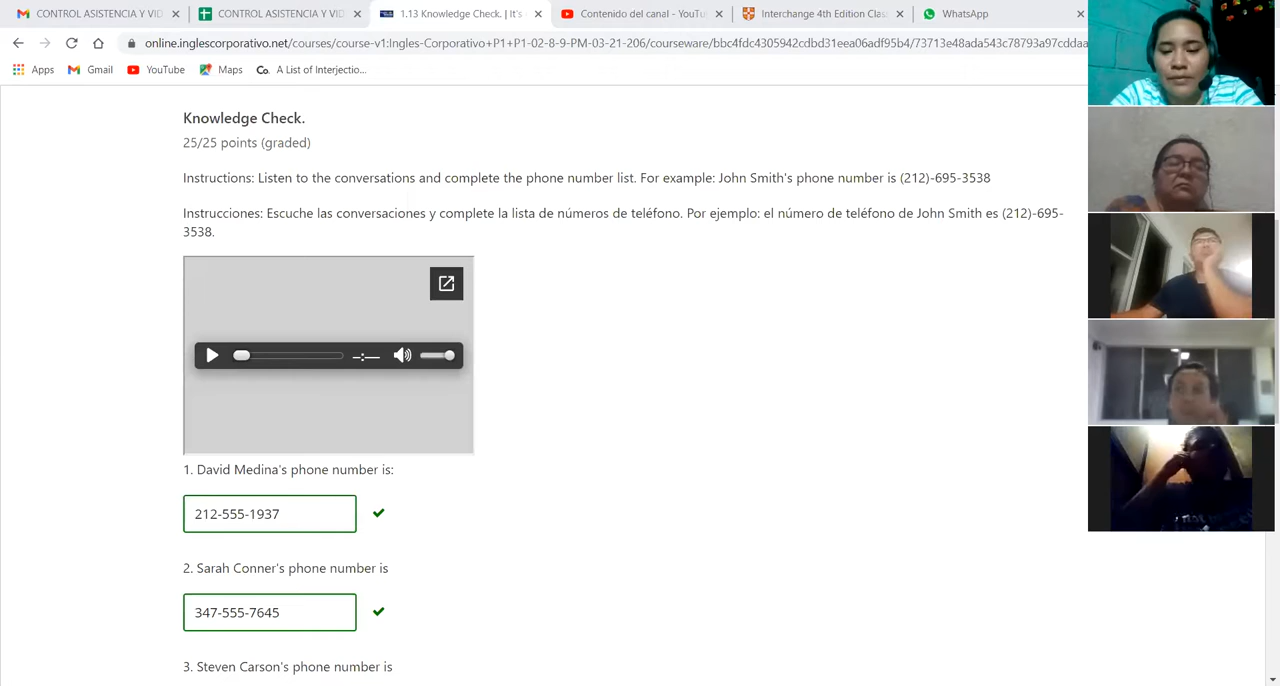 CONTROL ASISTENCIA Y VID
CONTROL ASISTENCIA Y VID
1.13 Knowledge Check. | It's
Contenido del canal - YouTu
Interchange 4th Edition Clas
WhatsApp
online.inglescorporativo.net/courses/course-v1:Ingles-Corporativo+P1+P1-02-8-9-PM-03-21-206/courseware/bbc4fdc4305942cdbd31eea06adf95b4/73713e48ada543c78793a97cddaa
Apps
Gmail
YouTube
Maps
Co.
A List of Interjectio...
Knowledge Check.
25/25 points (graded)
Instructions: Listen to the conversations and complete the phone number list. For example: John Smith's phone number is (212)-695-3538
Instrucciones: Escuche las conversaciones y complete la lista de números de teléfono. Por ejemplo: el número de teléfono de John Smith es (212)-695-
3538.
--:--
1. David Medina's phone number is:
212-555-1937
2. Sarah Conner's phone number is
347-555-7645
3. Steven Carson's phone number is